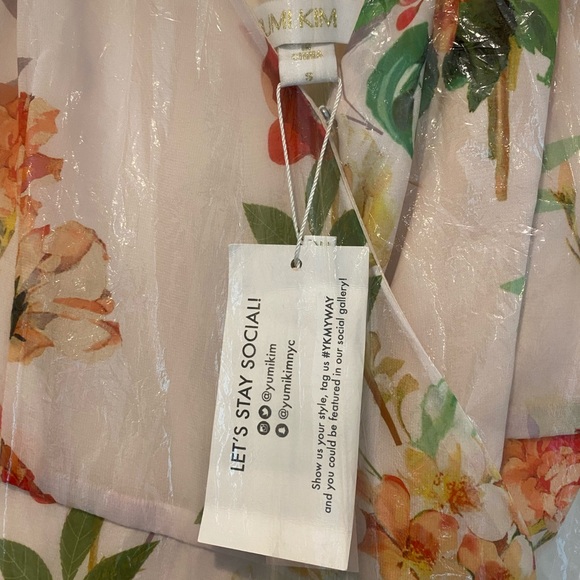 YUMI KIM
S
LET'S STAY SOCIAL!
@yumikim
@yumikimnyc
Show us your style, tag us #YKMYWAY
and you could be featured in our social gallery!